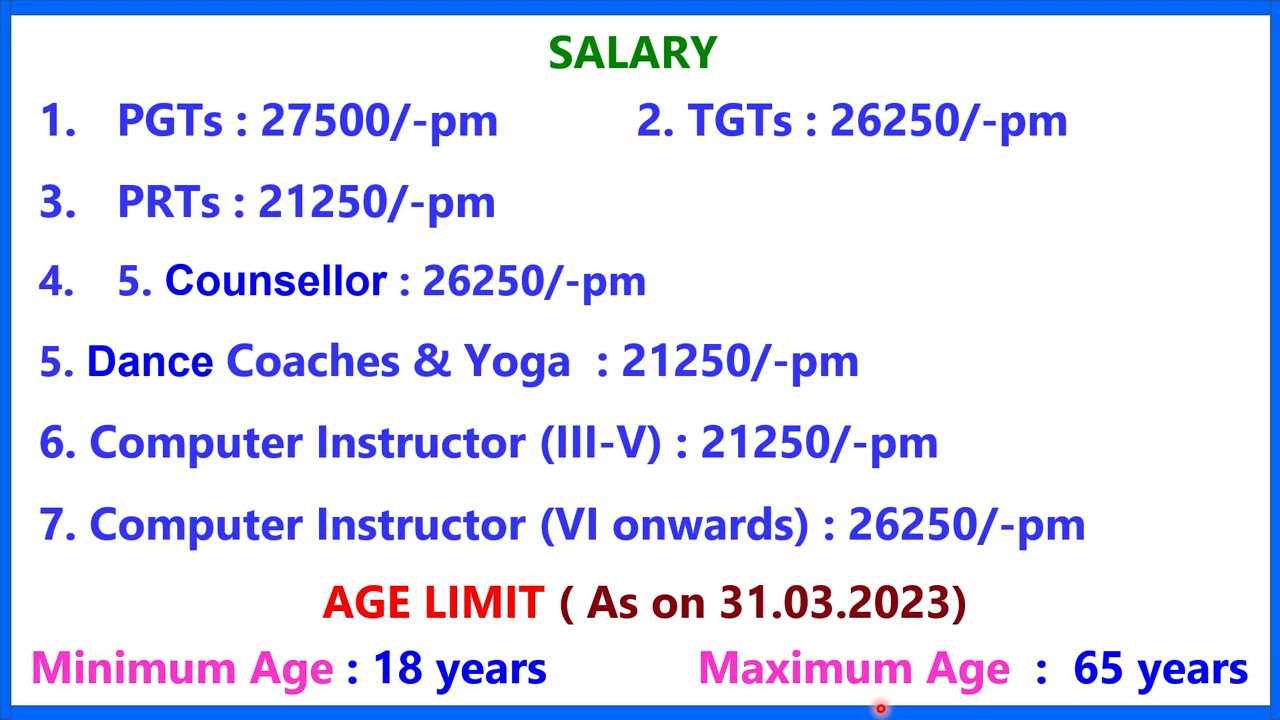 SALARY
1. PGTs : 27500/-pm 2. TGTs : 26250/-pm
3. PRTs : 21250/-pm
4. 5. Counsellor : 26250/-pm
5. Dance Coaches & Yoga : 21250/-pm
6. Computer Instructor (III-V) : 21250/-pm
7. Computer Instructor (VI onwards) : 26250/-pm
AGE LIMIT ( As on 31.03.2023)
Minimum Age : 18 years Maximum Age : 65 years